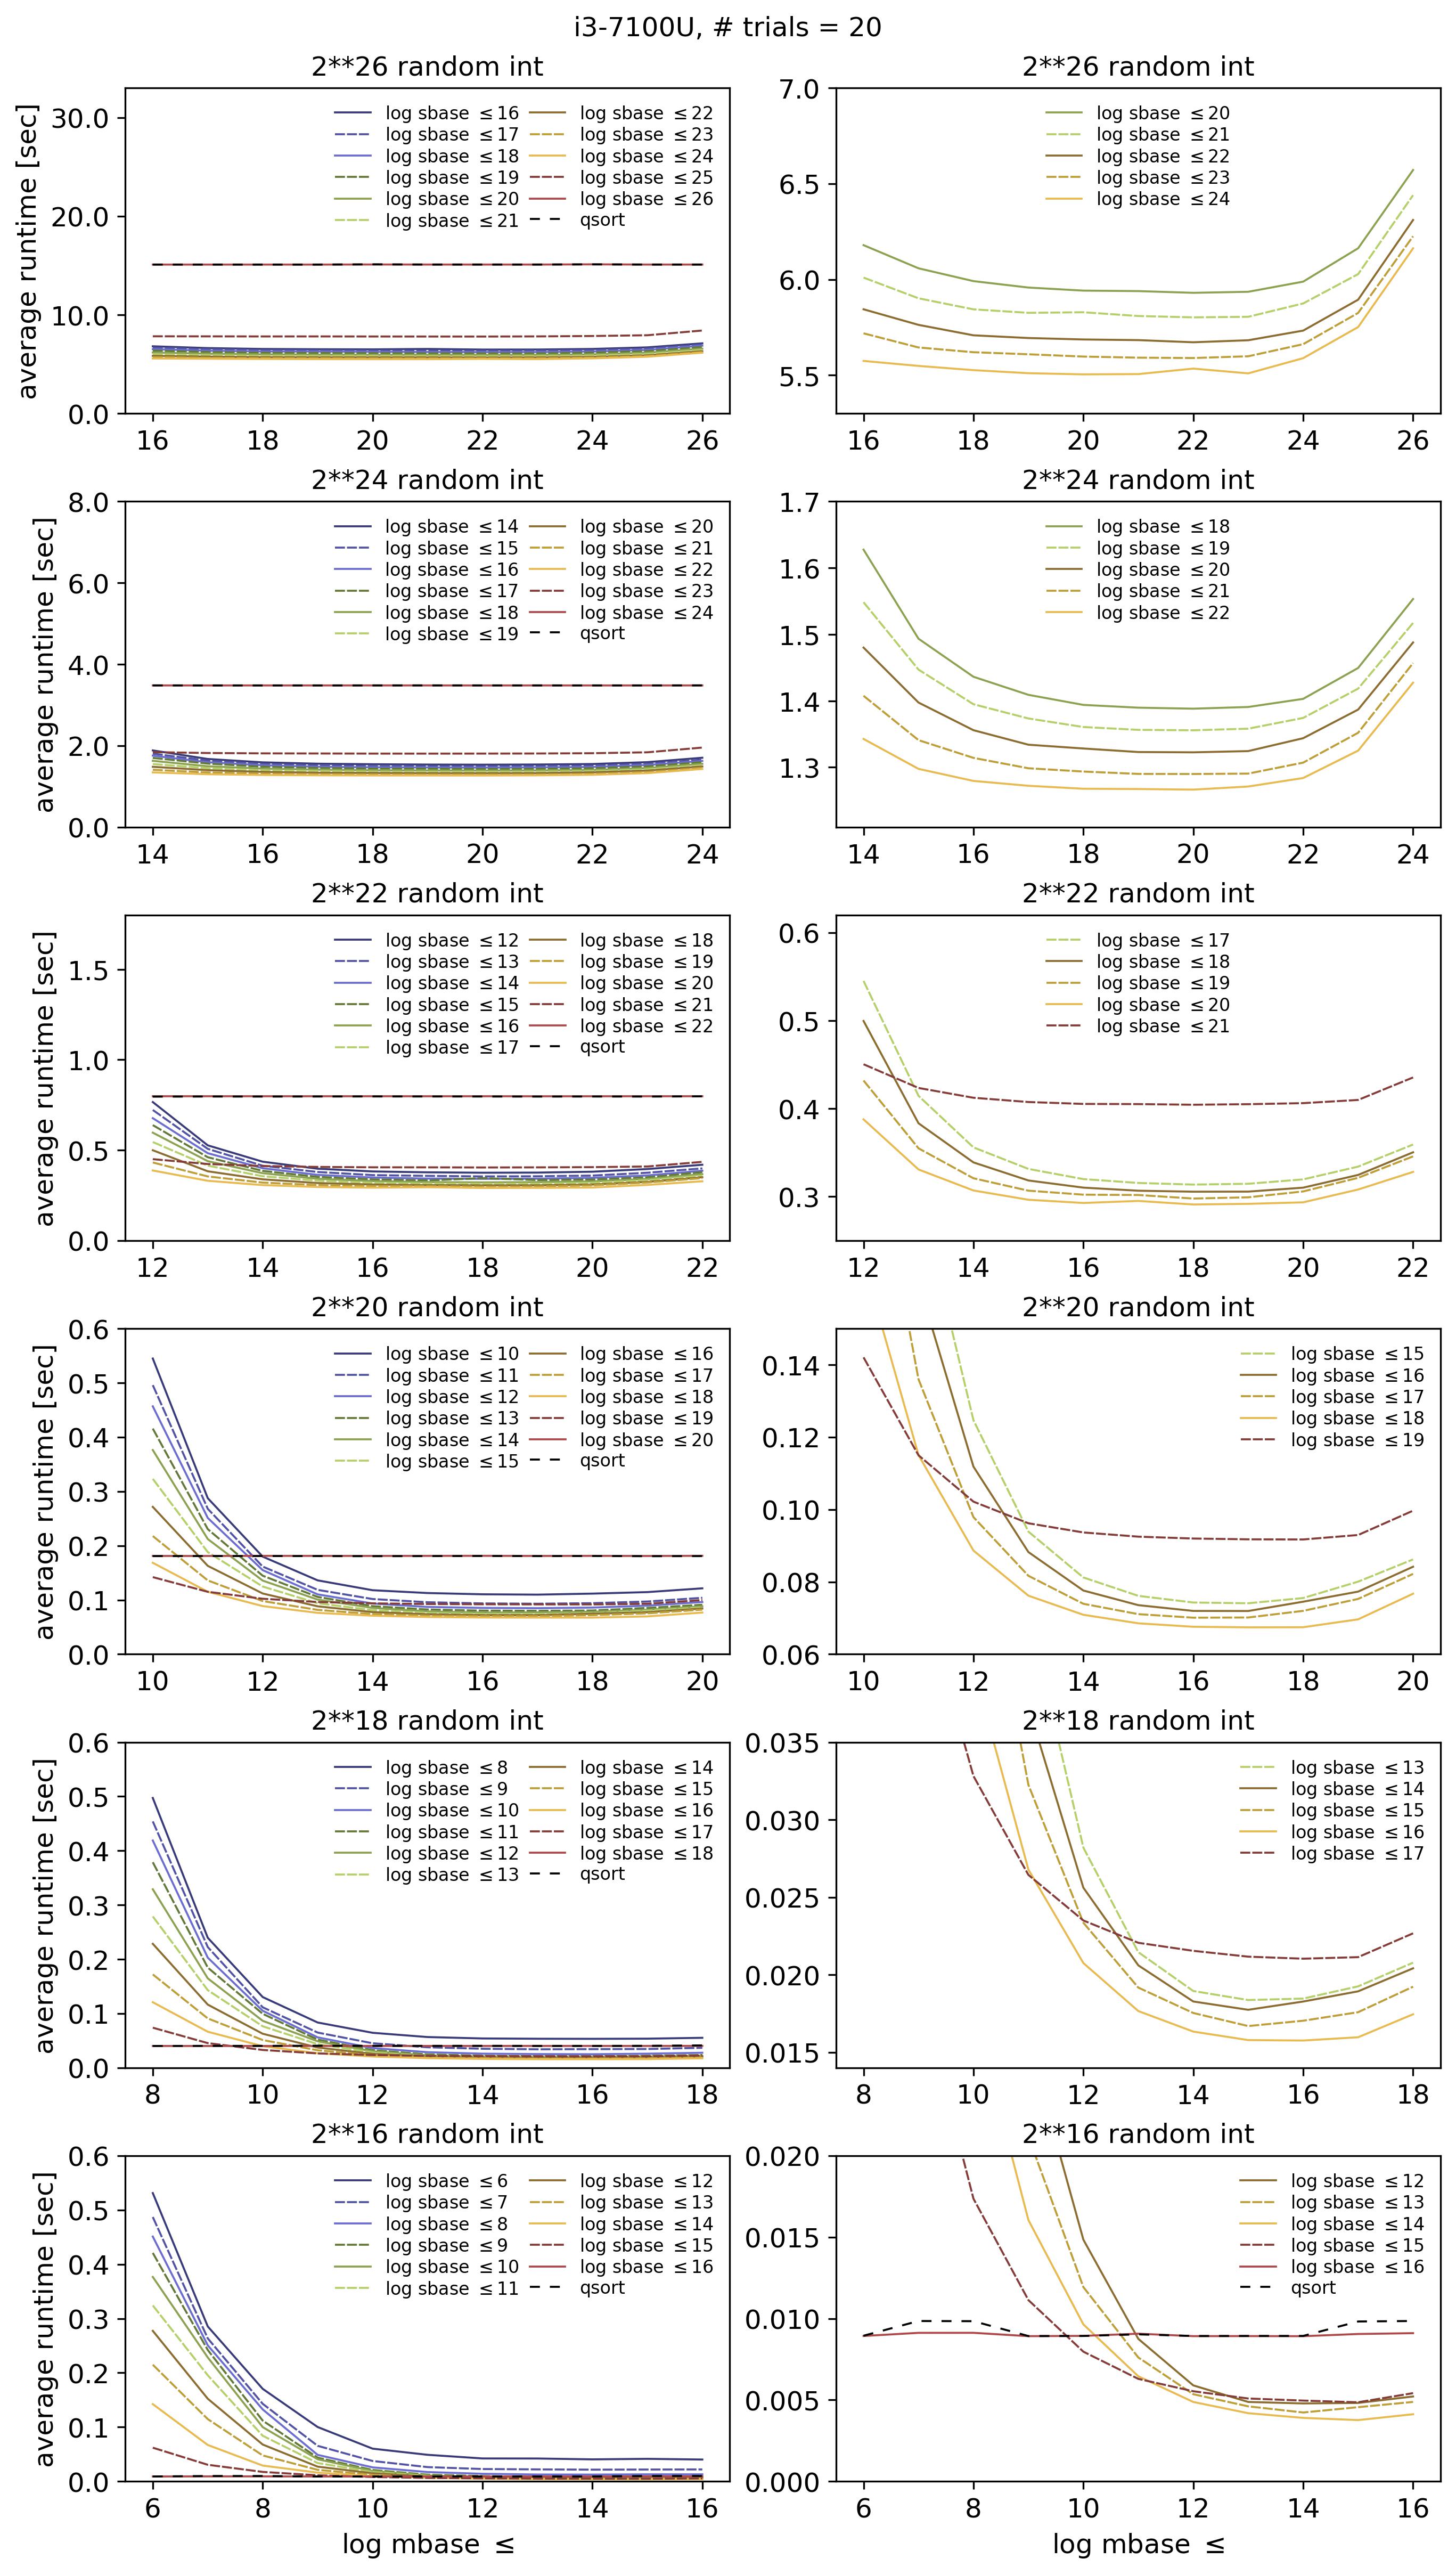 i3-7100U, # trials = 20
2**26 random int
average runtime [sec]
30.0
20.0
10.0
0.0
16 18 20 22 24 26
log sbase ≤16
log sbase ≤17
log sbase ≤18
log sbase ≤19
log sbase ≤20
log sbase ≤21
log sbase ≤22
log sbase ≤23
log sbase ≤24
log sbase ≤25
log sbase ≤26
qsort
2**26 random int
7.0
6.5
6.0
5.5
16 18 20 22 24 26
log sbase ≤20
log sbase ≤21
log sbase ≤22
log sbase ≤23
log sbase ≤24
2**24 random int
average runtime [sec]
8.0
6.0
4.0
2.0
0.0
14 16 18 20 22 24
log sbase ≤14
log sbase ≤15
log sbase ≤16
log sbase ≤17
log sbase ≤18
log sbase ≤19
log sbase ≤20
log sbase ≤21
log sbase ≤22
log sbase ≤23
log sbase ≤24
qsort
2**24 random int
1.7
1.6
1.5
1.4
1.3
14 16 18 20 22 24
log sbase ≤18
log sbase ≤19
log sbase ≤20
log sbase ≤21
log sbase ≤22
2**22 random int
average runtime [sec]
1.5
1.0
0.5
0.0
12 14 16 18 20 22
log sbase ≤12
log sbase ≤13
log sbase ≤14
log sbase ≤15
log sbase ≤16
log sbase ≤17
log sbase ≤18
log sbase ≤19
log sbase ≤20
log sbase ≤21
log sbase ≤22
qsort
2**22 random int
0.6
0.5
0.4
0.3
12 14 16 18 20 22
log sbase ≤17
log sbase ≤18
log sbase ≤19
log sbase ≤20
log sbase ≤21
2**20 random int
average runtime [sec]
0.6
0.5
0.4
0.3
0.2
0.1
0.0
10 12 14 16 18 20
log sbase ≤10
log sbase ≤11
log sbase ≤12
log sbase ≤13
log sbase ≤14
log sbase ≤15
log sbase ≤16
log sbase ≤17
log sbase ≤18
log sbase ≤19
log sbase ≤20
qsort
2**20 random int
0.14
0.12
0.10
0.08
0.06
10 12 14 16 18 20
log sbase ≤15
log sbase ≤16
log sbase ≤17
log sbase ≤18
log sbase ≤19
2**18 random int
average runtime [sec]
0.6
0.5
0.4
0.3
0.2
0.1
0.0
8 10 12 14 16 18
log sbase ≤8
log sbase ≤9
log sbase ≤10
log sbase ≤11
log sbase ≤12
log sbase ≤13
log sbase ≤14
log sbase ≤15
log sbase ≤16
log sbase ≤17
log sbase ≤18
qsort
2**18 random int
0.035
0.030
0.025
0.020
0.015
8 10 12 14 16 18
log sbase ≤13
log sbase ≤14
log sbase ≤15
log sbase ≤16
log sbase ≤17
2**16 random int
average runtime [sec]
0.6
0.5
0.4
0.3
0.2
0.1
0.0
6 8 10 12 14 16
log mbase ≤
log sbase ≤6
log sbase ≤7
log sbase ≤8
log sbase ≤9
log sbase ≤10
log sbase ≤11
log sbase ≤12
log sbase ≤13
log sbase ≤14
log sbase ≤15
log sbase ≤16
qsort
2**16 random int
0.020
0.015
0.010
0.005
0.000
6 8 10 12 14 16
log mbase ≤
log sbase ≤12
log sbase ≤13
log sbase ≤14
log sbase ≤15
log sbase ≤16
qsort